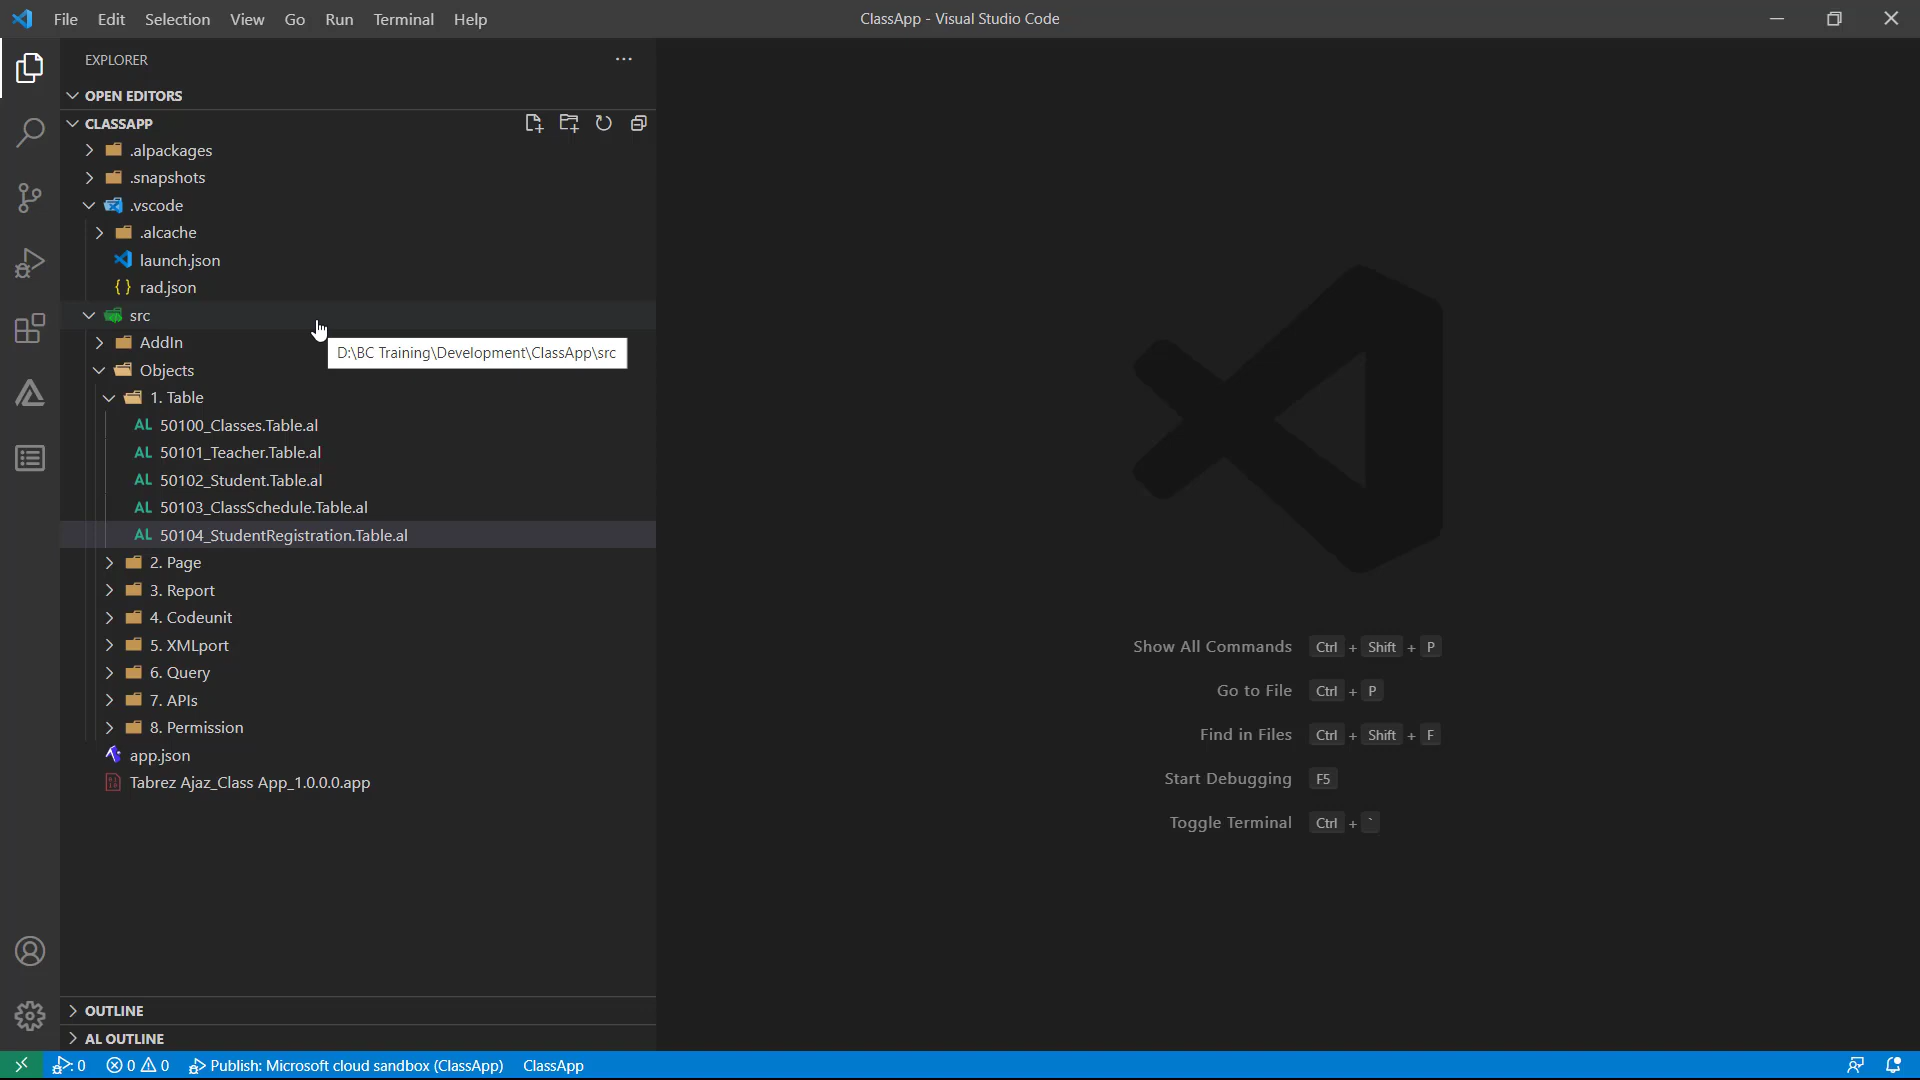 File Edit Selection View Go Run Terminal Help
ClassApp - Visual Studio Code
EXPLORER
OPEN EDITORS
CLASSAPP
.alpackages
.snapshots
.vscode
.alcache
launch.json
{ } rad.json
src
AddIn
D:\BC Training\Development\ClassApp\src
Objects
1. Table
AL 50100_Classes.Table.al
AL 50101_Teacher.Table.al
AL 50102_Student.Table.al
AL 50103_ClassSchedule.Table.al
AL 50104_StudentRegistration.Table.al
2. Page
3. Report
4. Codeunit
5. XMLport
6. Query
7. APIs
8. Permission
app.json
Tabrez Ajaz_Class App_1.0.0.0.app
Show All Commands Ctrl + Shift + P
Go to File Ctrl + P
Find in Files Ctrl + Shift + F
Start Debugging F5
Toggle Terminal Ctrl + `
OUTLINE
AL OUTLINE
: 0 0 0 Publish: Microsoft cloud sandbox (ClassApp) ClassApp